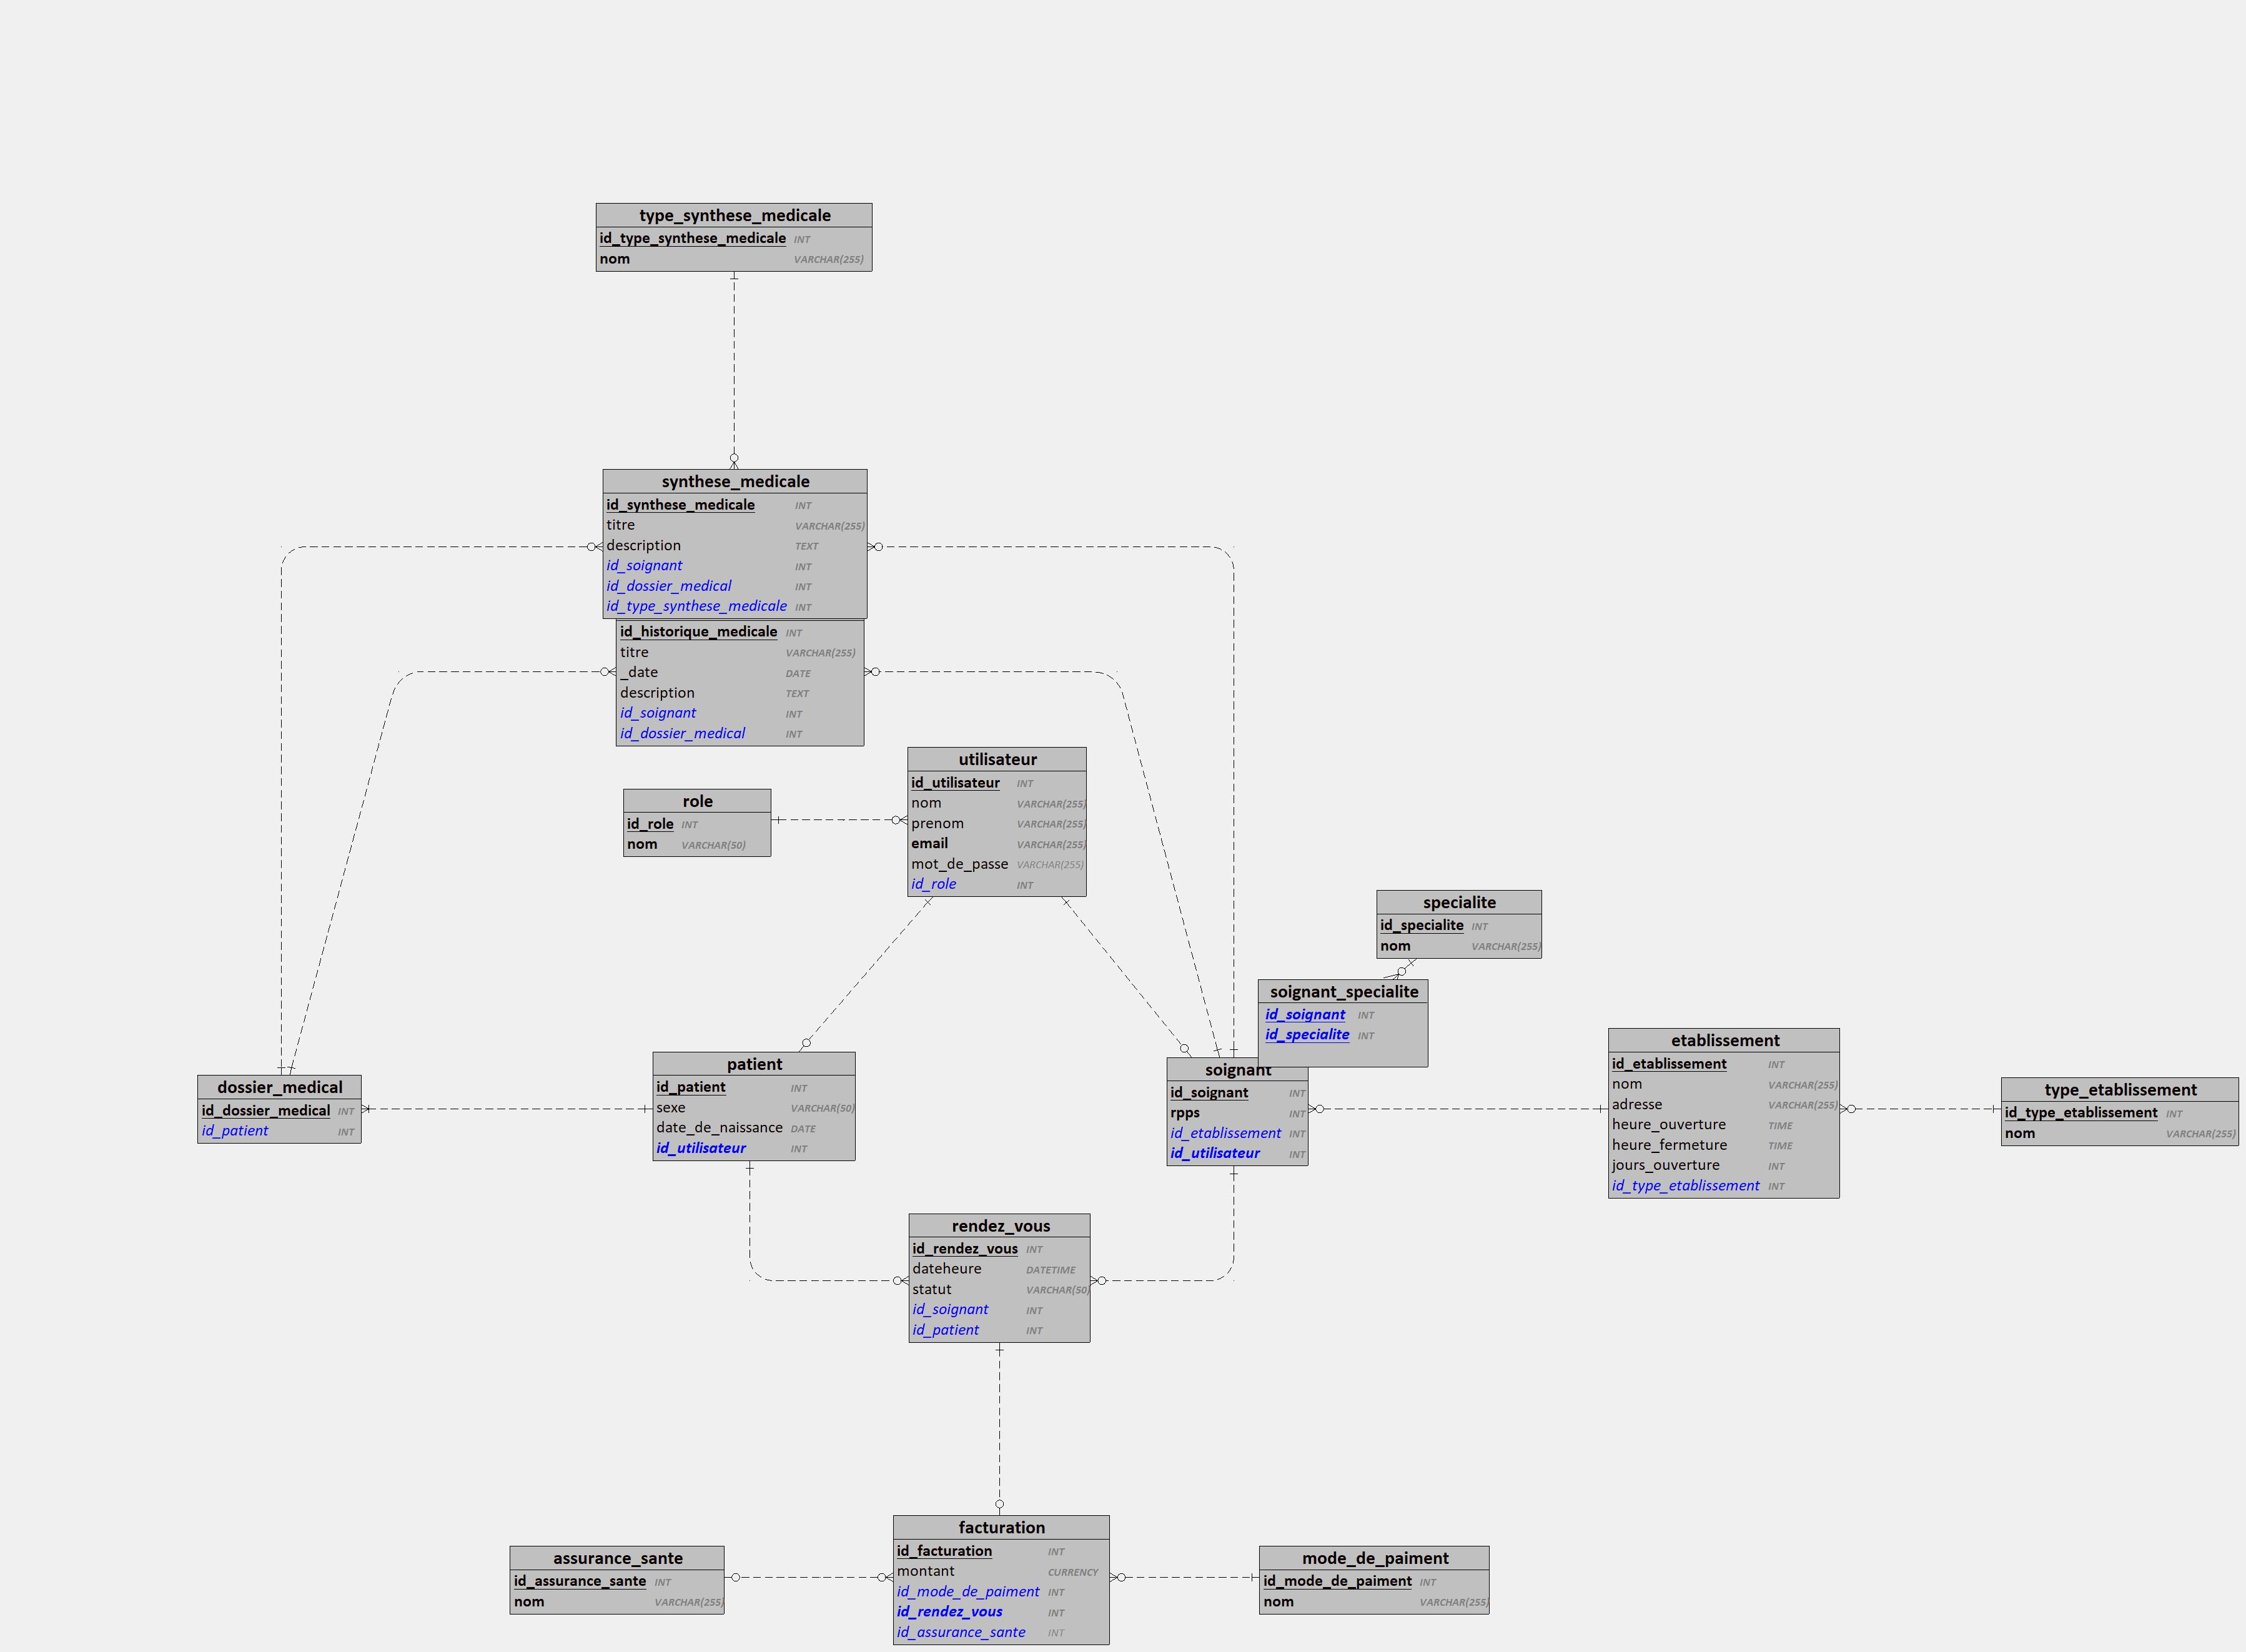 type_synthese_medicale
id_type_synthese_medicale INT
nom VARCHAR(255)
synthese_medicale
id_synthese_medicale INT
titre VARCHAR(255)
description TEXT
id_soignant INT
id_dossier_medical INT
id_type_synthese_medicale INT
id_historique_medicale INT
titre VARCHAR(255)
_date DATE
description TEXT
id_soignant INT
id_dossier_medical INT
utilisateur
id_utilisateur INT
nom VARCHAR(255)
prenom VARCHAR(255)
email VARCHAR(255)
mot_de_passe VARCHAR(255)
id_role INT
role
id_role INT
nom VARCHAR(50)
specialite
id_specialite INT
nom VARCHAR(255)
soignant_specialite
id_soignant INT
id_specialite INT
dossier_medical
id_dossier_medical INT
id_patient INT
patient
id_patient INT
sexe VARCHAR(50)
date_de_naissance DATE
id_utilisateur INT
soignant
id_soignant INT
rpps INT
id_etablissement INT
id_utilisateur INT
etablissement
id_etablissement INT
nom VARCHAR(255)
adresse VARCHAR(255)
heure_ouverture TIME
heure_fermeture TIME
jours_ouverture INT
id_type_etablissement INT
type_etablissement
id_type_etablissement INT
nom VARCHAR(255)
rendez_vous
id_rendez_vous INT
dateheure DATETIME
statut VARCHAR(50)
id_soignant INT
id_patient INT
facturation
id_facturation INT
montant CURRENCY
id_mode_de_paiment INT
id_rendez_vous INT
id_assurance_sante INT
assurance_sante
id_assurance_sante INT
nom VARCHAR(255)
mode_de_paiment
id_mode_de_paiment INT
nom VARCHAR(255)